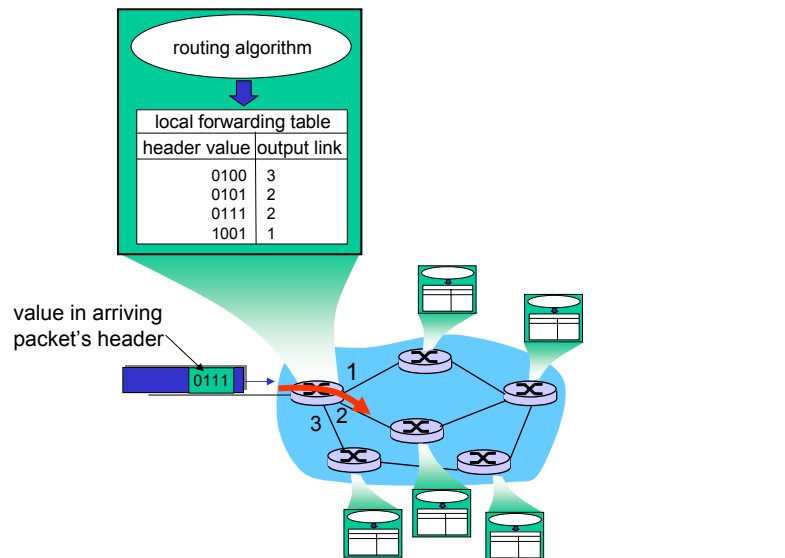 routing algorithm
local forwarding table
header value output link
0100 3
0101 2
0111 2
1001 1
value in arriving
packet's header
0111
1
2
3